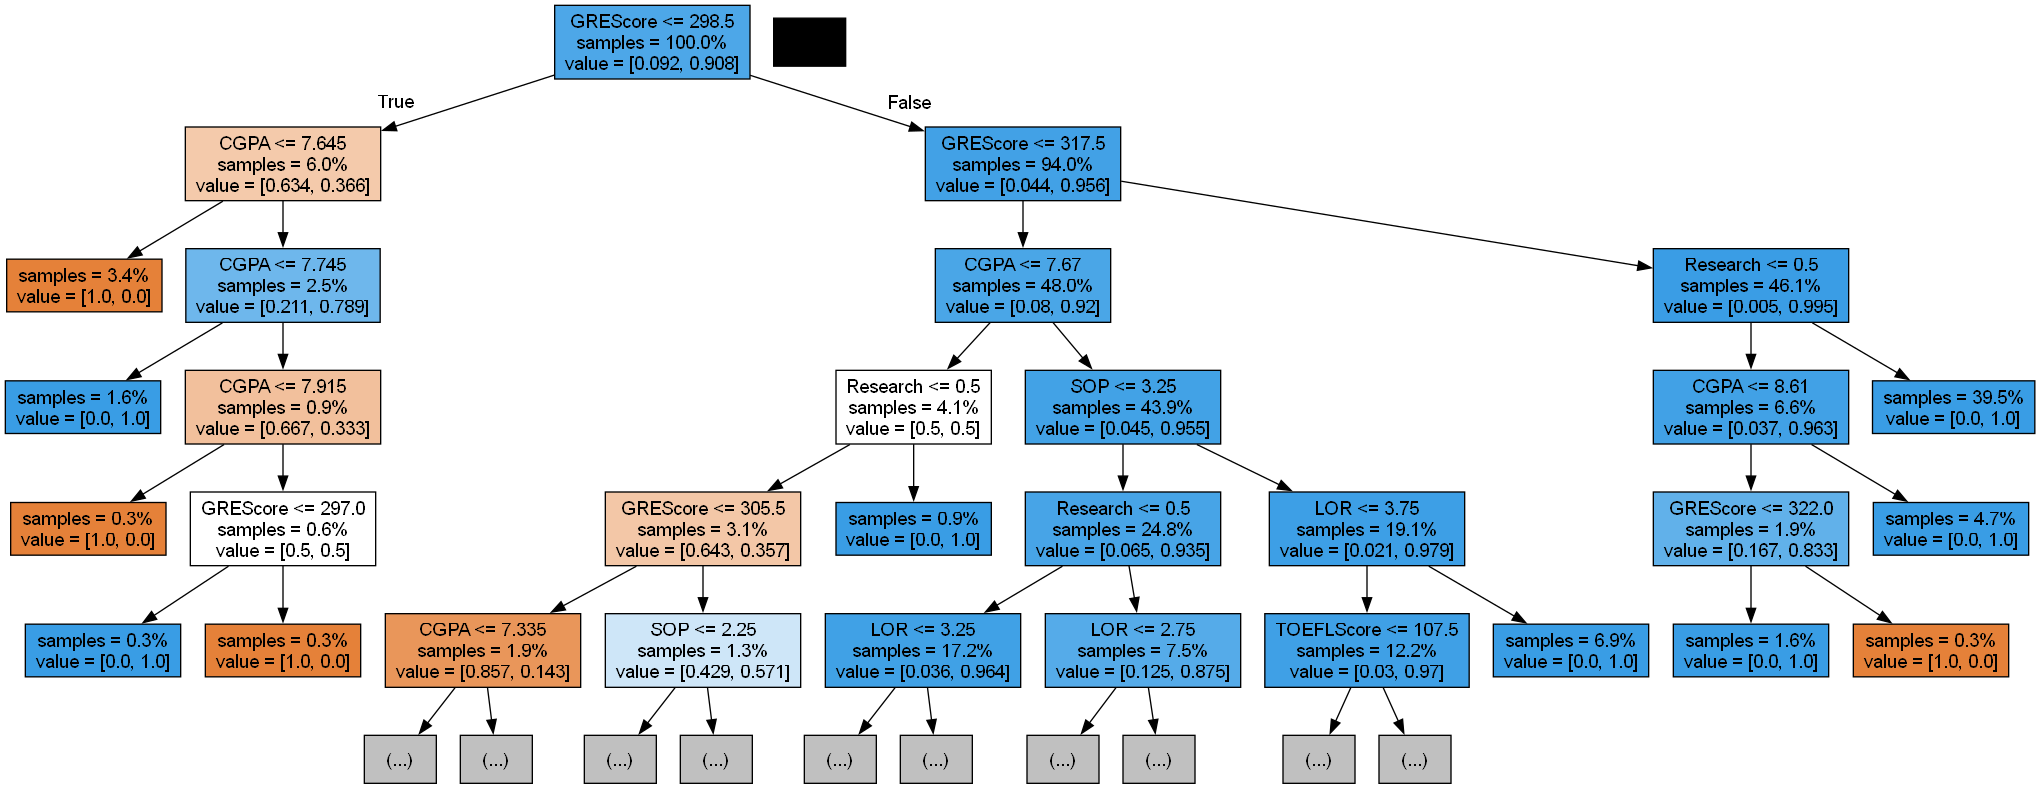 GREScore <= 298.5
samples = 100.0%
value = [0.092, 0.908]
True
False
CGPA <= 7.645
samples = 6.0%
value = [0.634, 0.366]
GREScore <= 317.5
samples = 94.0%
value = [0.044, 0.956]
samples = 3.4%
value = [1.0, 0.0]
CGPA <= 7.745
samples = 2.5%
value = [0.211, 0.789]
CGPA <= 7.67
samples = 48.0%
value = [0.08, 0.92]
Research <= 0.5
samples = 46.1%
value = [0.005, 0.995]
samples = 1.6%
value = [0.0, 1.0]
CGPA <= 7.915
samples = 0.9%
value = [0.667, 0.333]
Research <= 0.5
samples = 4.1%
value = [0.5, 0.5]
SOP <= 3.25
samples = 43.9%
value = [0.045, 0.955]
CGPA <= 8.61
samples = 6.6%
value = [0.037, 0.963]
samples = 39.5%
value = [0.0, 1.0]
samples = 0.3%
value = [1.0, 0.0]
GREScore <= 297.0
samples = 0.6%
value = [0.5, 0.5]
GREScore <= 305.5
samples = 3.1%
value = [0.643, 0.357]
samples = 0.9%
value = [0.0, 1.0]
Research <= 0.5
samples = 24.8%
value = [0.065, 0.935]
LOR <= 3.75
samples = 19.1%
value = [0.021, 0.979]
GREScore <= 322.0
samples = 1.9%
value = [0.167, 0.833]
samples = 4.7%
value = [0.0, 1.0]
samples = 0.3%
value = [0.0, 1.0]
samples = 0.3%
value = [1.0, 0.0]
CGPA <= 7.335
samples = 1.9%
value = [0.857, 0.143]
SOP <= 2.25
samples = 1.3%
value = [0.429, 0.571]
LOR <= 3.25
samples = 17.2%
value = [0.036, 0.964]
LOR <= 2.75
samples = 7.5%
value = [0.125, 0.875]
TOEFLScore <= 107.5
samples = 12.2%
value = [0.03, 0.97]
samples = 6.9%
value = [0.0, 1.0]
samples = 1.6%
value = [0.0, 1.0]
samples = 0.3%
value = [1.0, 0.0]
(...)
(...)
(...)
(...)
(...)
(...)
(...)
(...)
(...)
(...)